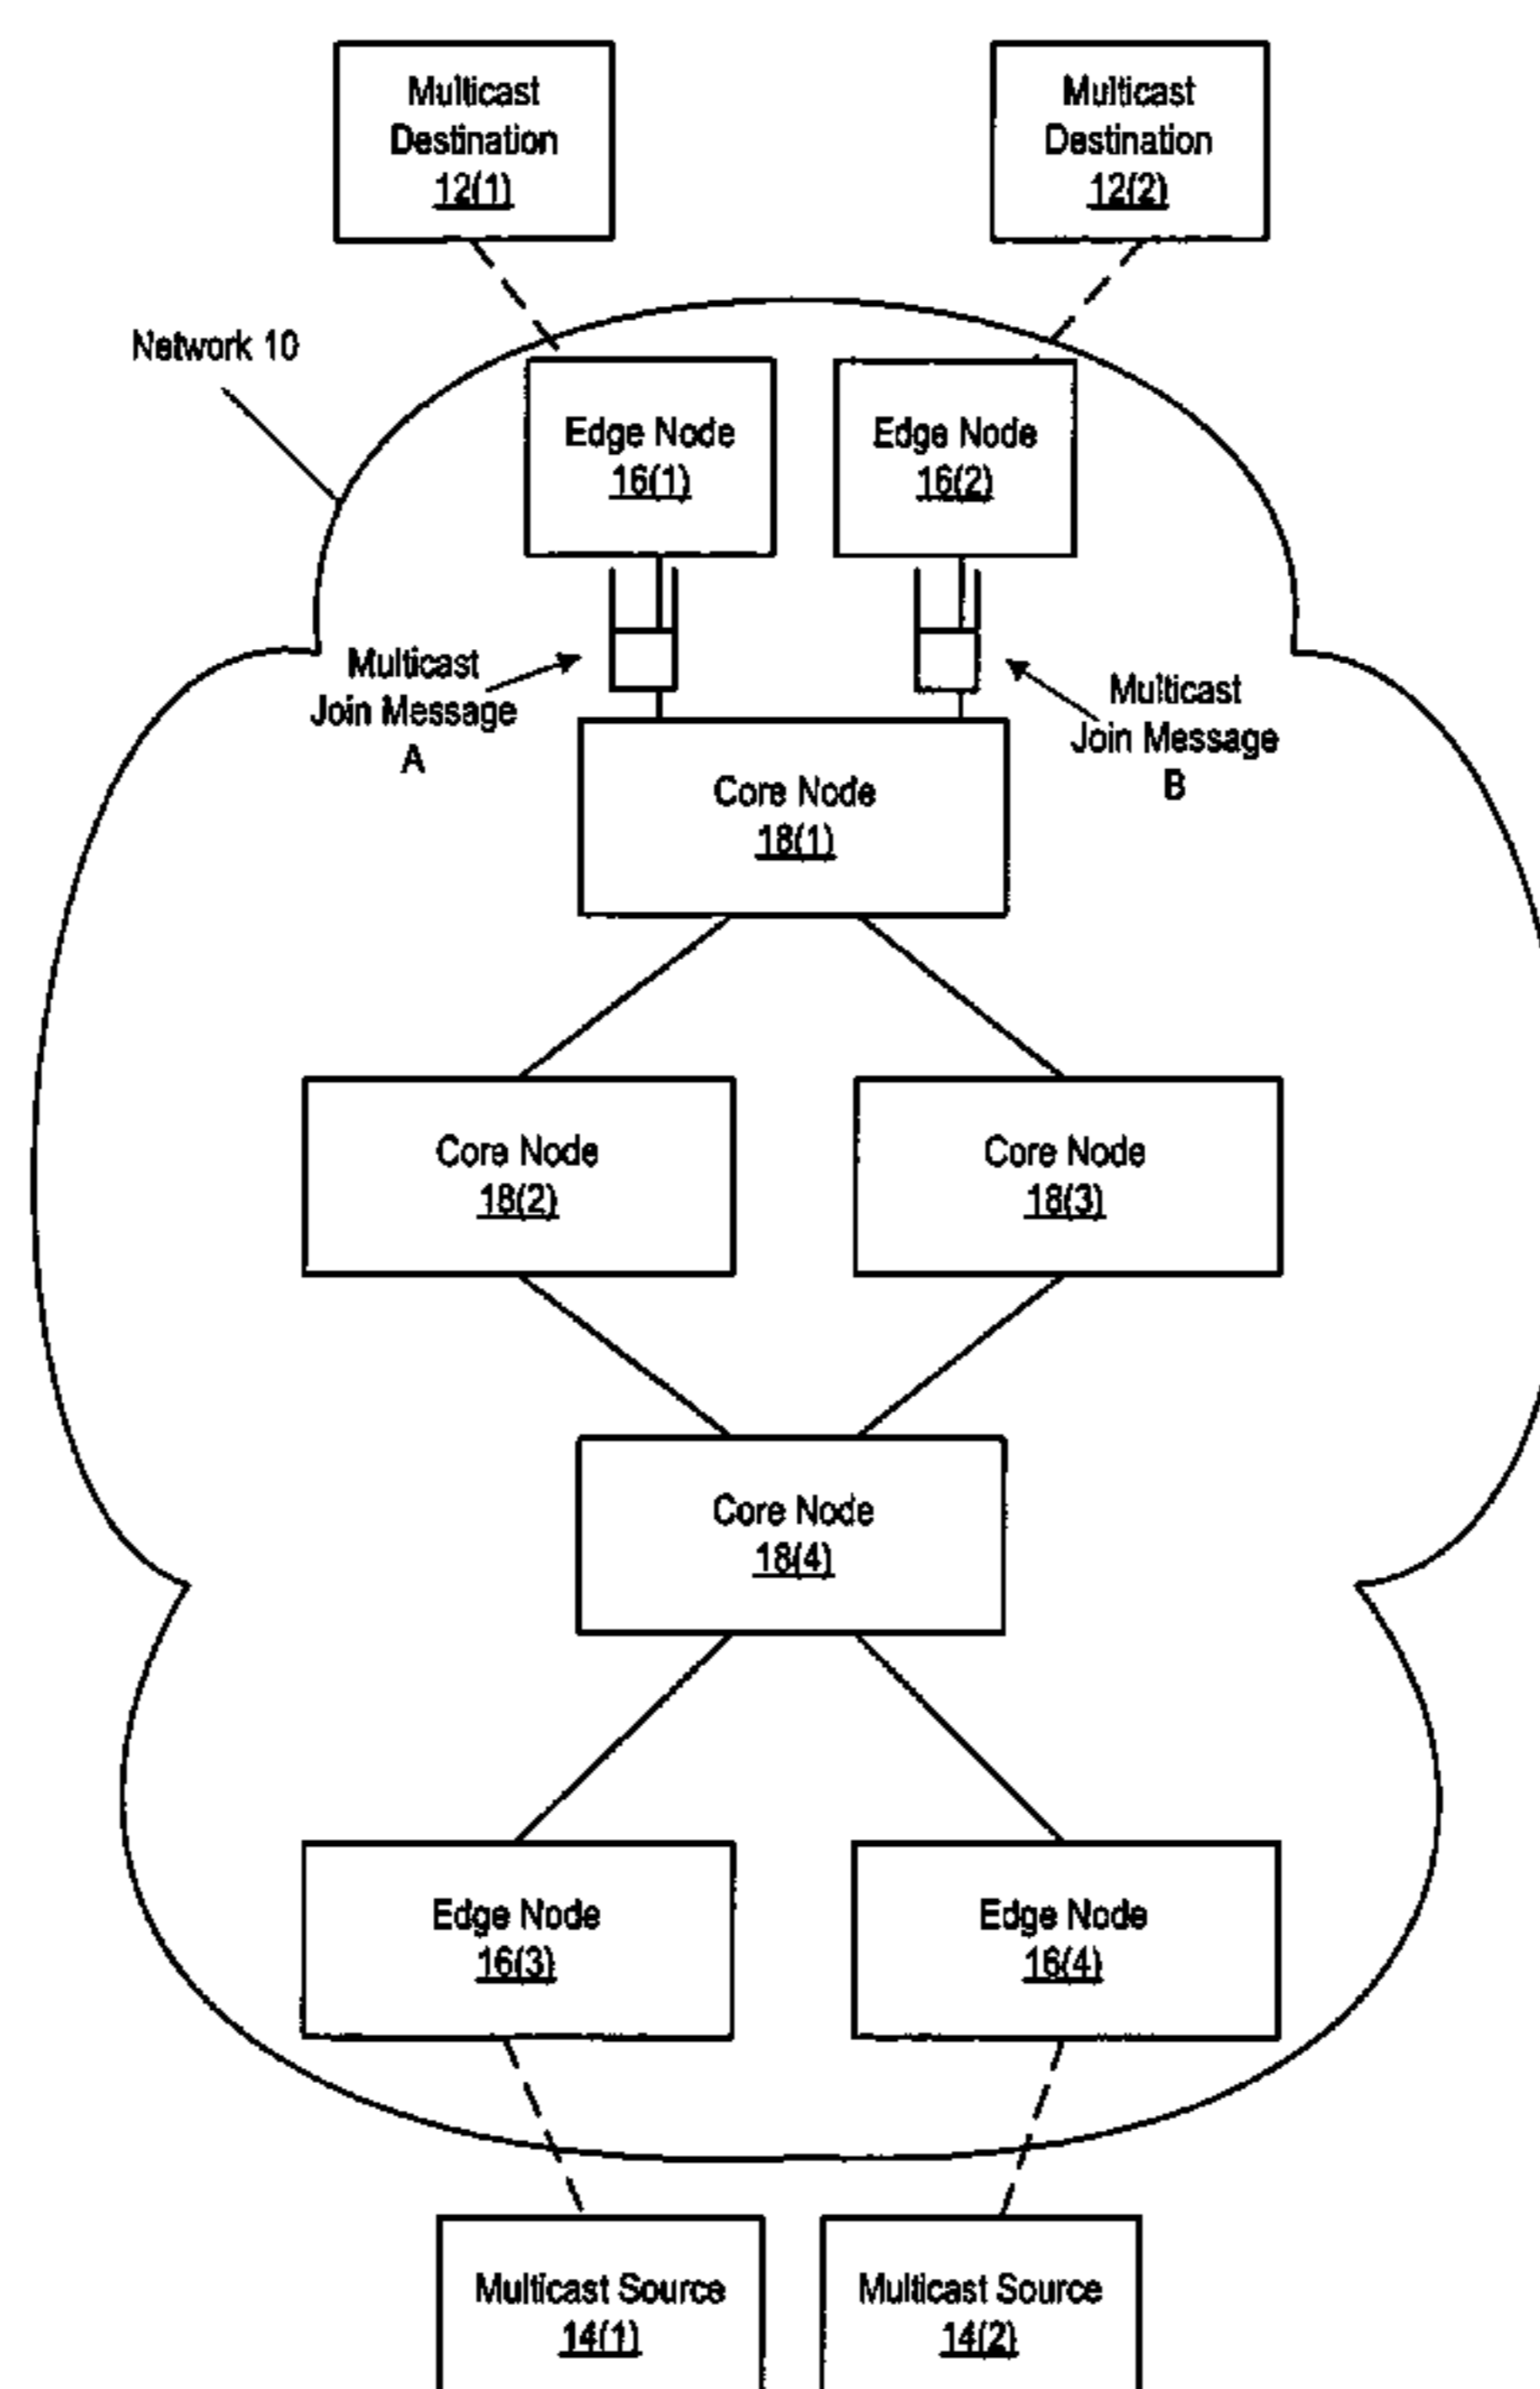 Multicast
Destination
12(1)
Multicast
Destination
12(2)
Network 10
Edge Node
16(1)
Edge Node
16(2)
Multicast
Join Message
A
Multicast
Join Message
B
Core Node
18(1)
Core Node
18(2)
Core Node
18(3)
Core Node
18(4)
Edge Node
16(3)
Edge Node
16(4)
Multicast Source
14(1)
Multicast Source
14(2)